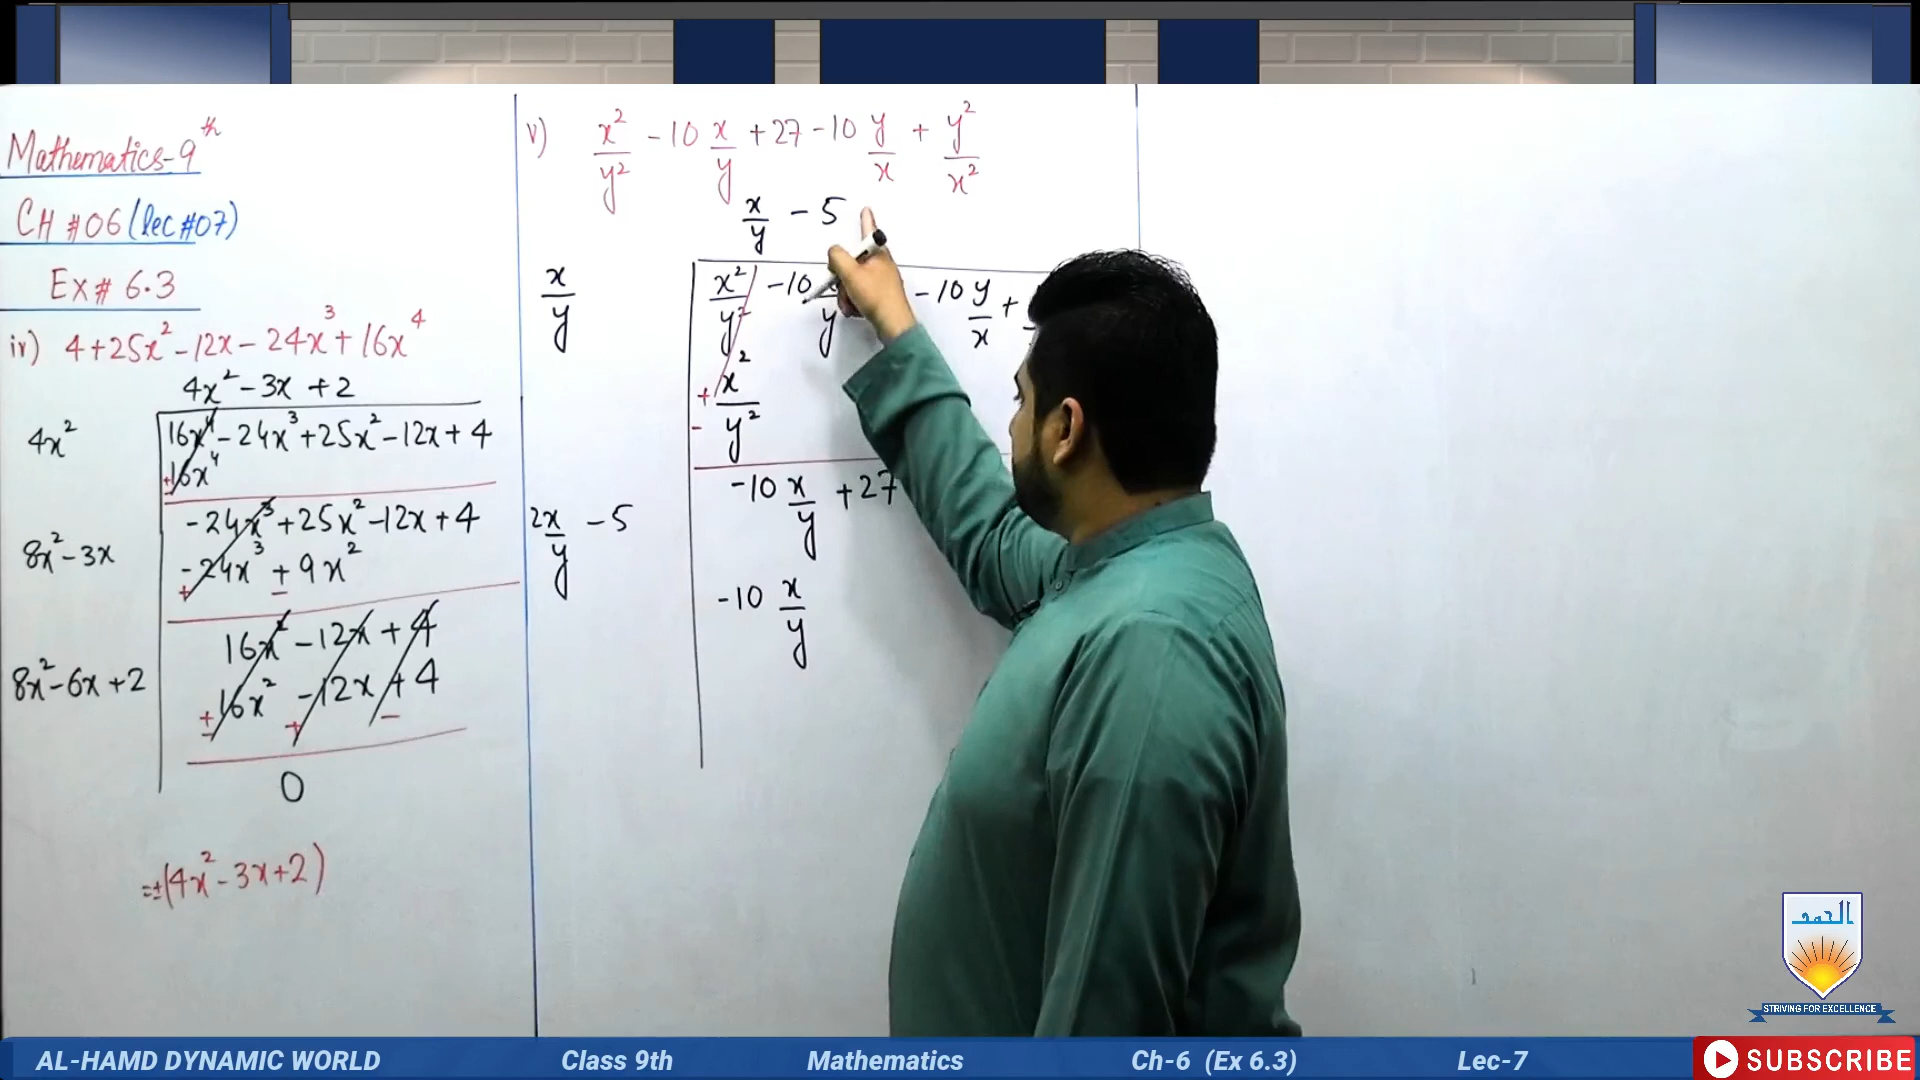 Mathematics-9th
CH # 06 (lec #07)
Ex# 6.3
iv) 4+25x²-12x-24x³+16x⁴
4x²-3x+2
4x²
16x⁴-24x³+25x²-12x+4
+16x⁴
-24x³+25x²-12x+4
8x²-3x
-24x³+9x²
+ -
16x²-12x+4
8x²-6x+2
16x²-12x+4
± + -
0
=±(4x²-3x+2)
v) x²/y² -10 x/y +27-10 y/x + y²/x²
x/y - 5
x/y
x²/y² -10 /y -10 y/x +
+ x²/y²
-
-10 x/y +27
2x/y - 5
-10 x/y
الحمد
STRIVING FOR EXCELLENCE
AL-HAMD DYNAMIC WORLD Class 9th Mathematics Ch-6 (Ex 6.3) Lec-7
SUBSCRIBE